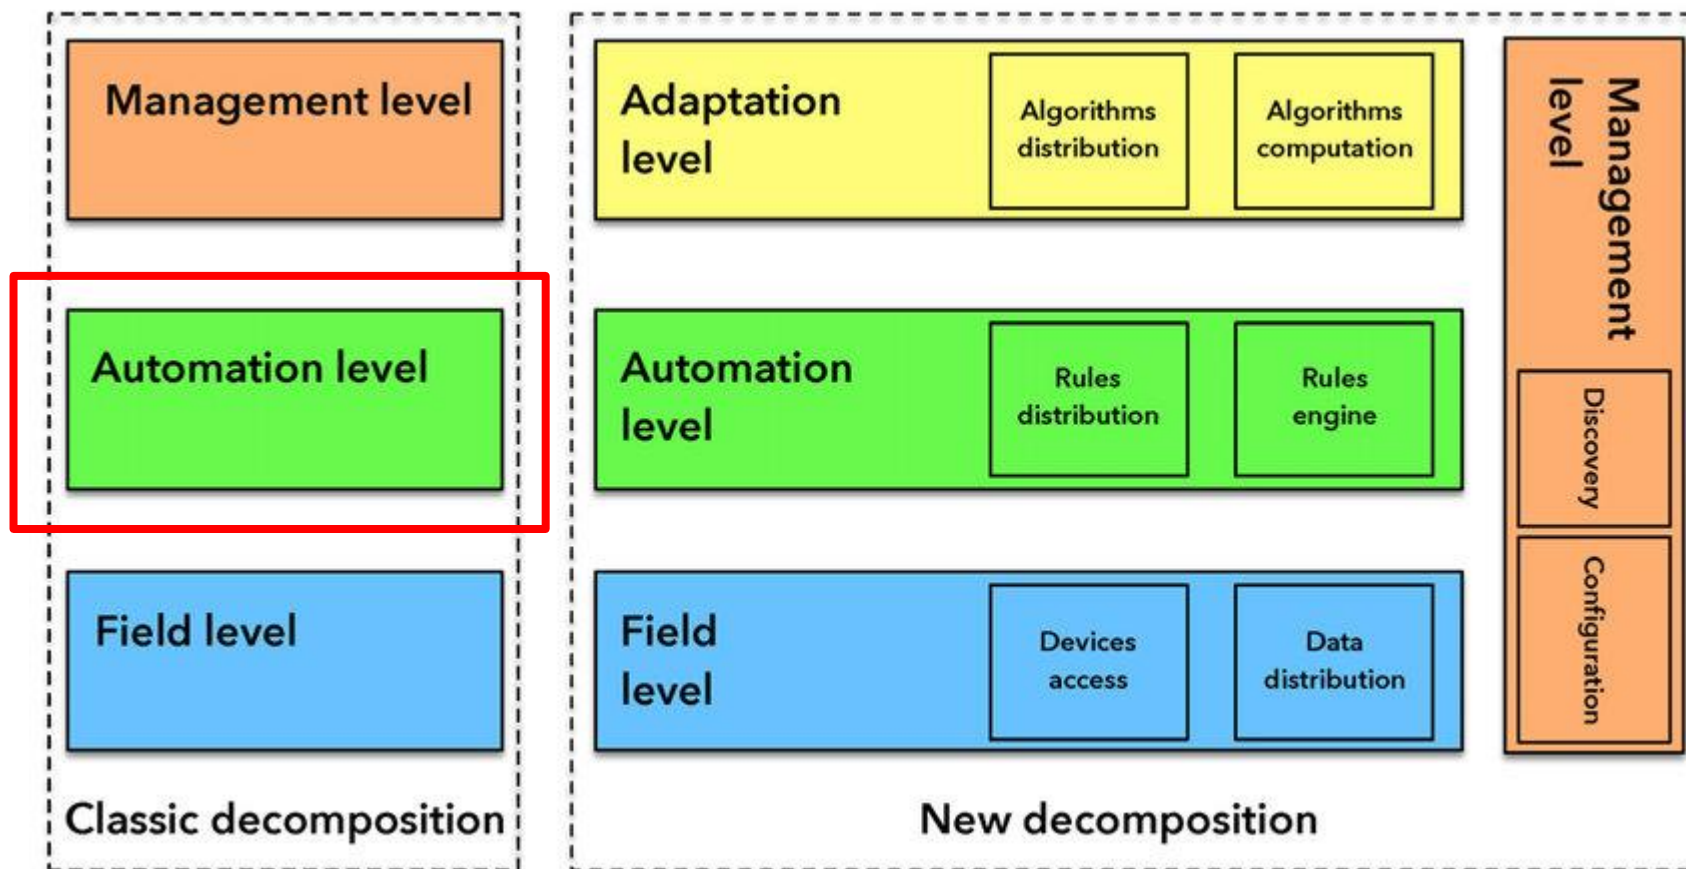 Management level
Automation level
Field level
Classic decomposition
Adaptation
level
Algorithms
distribution
Algorithms
computation
Automation
level
Rules
distribution
Rules
engine
Field
level
Devices
access
Data
distribution
Management
level
Discovery
Configuration
New decomposition